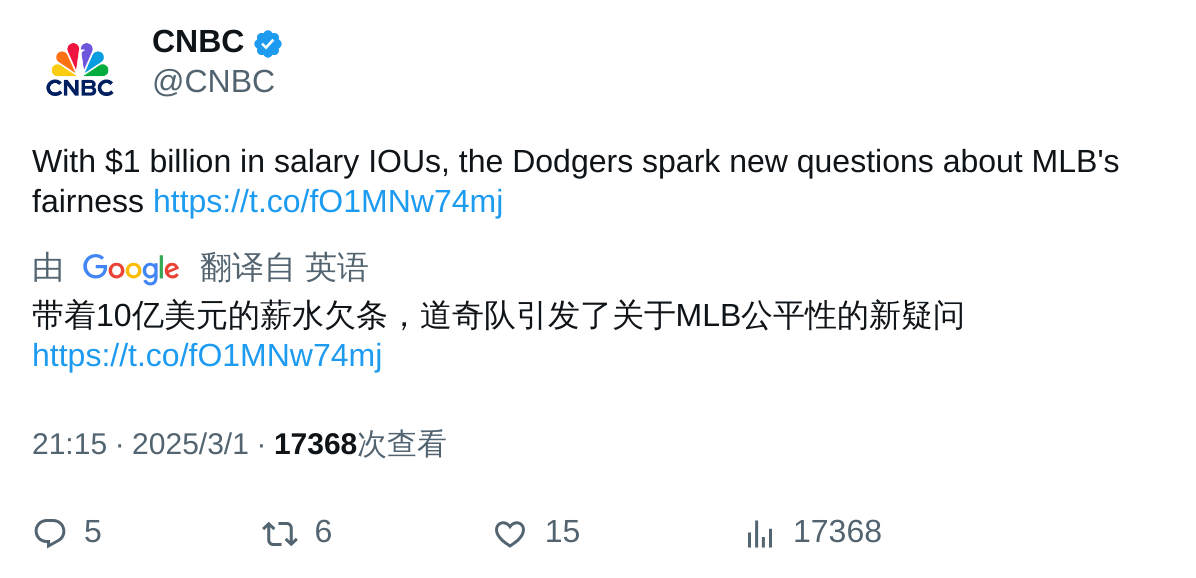 CNBC
CNBC
@CNBC
With $1 billion in salary IOUs, the Dodgers spark new questions about MLB's
fairness https://t.co/fO1MNw74mj
由 Google 翻译自 英语
带着10亿美元的薪水欠条，道奇队引发了关于MLB公平性的新疑问
https://t.co/fO1MNw74mj
21:15 · 2025/3/1 · 17368次查看
5 6 15 17368